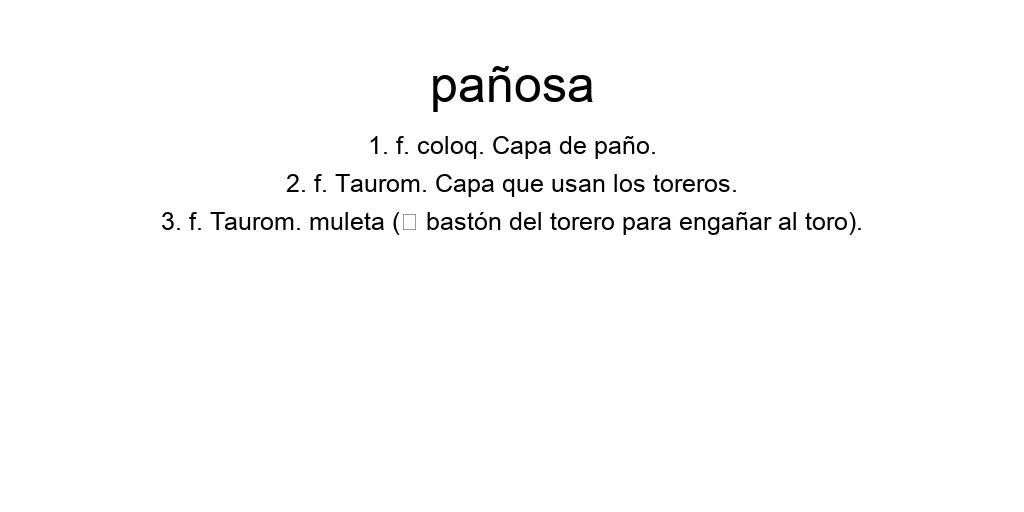 pañosa
1. f. coloq. Capa de paño.
2. f. Taurom. Capa que usan los toreros.
3. f. Taurom. muleta (□ bastón del torero para engañar al toro).